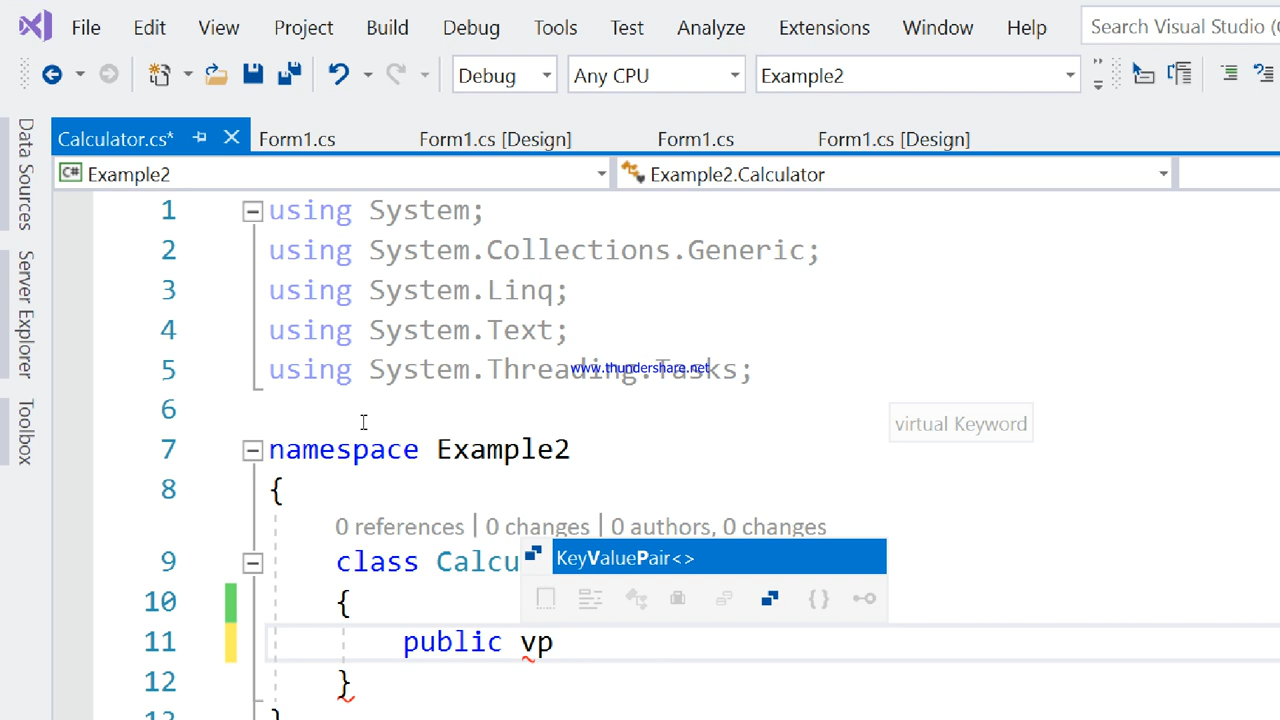 File Edit View Project Build Debug Tools Test Analyze Extensions Window Help Search Visual Studio (
Debug Any CPU Example2
Calculator.cs* Form1.cs Form1.cs [Design] Form1.cs Form1.cs [Design]
C# Example2 Example2.Calculator
Data Sources
Server Explorer
Toolbox
1 using System;
2 using System.Collections.Generic;
3 using System.Linq;
4 using System.Text;
5 using System.Threading.Tasks;
www.thundershare.net
6
virtual Keyword
7 namespace Example2
8 {
0 references | 0 changes | 0 authors, 0 changes
9 class Calcu
KeyValuePair<>
10 {
11 public vp
12 }
}